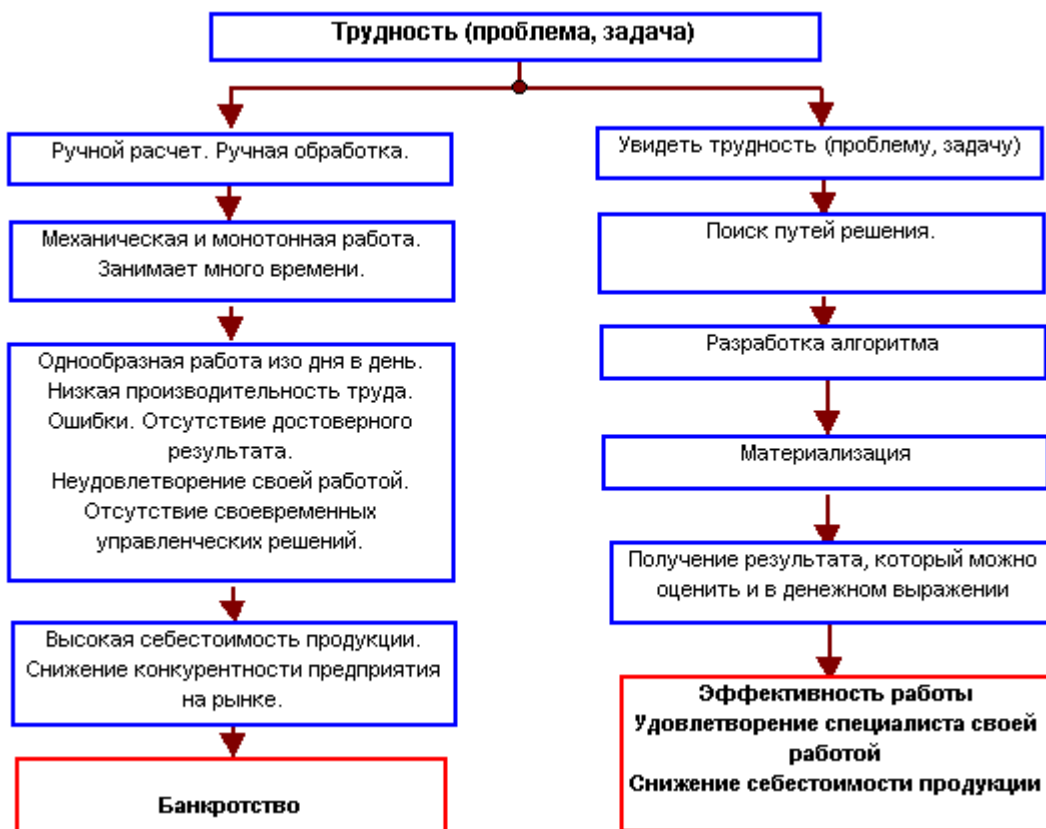 Трудность (проблема, задача)
Ручной расчет. Ручная обработка.
Механическая и монотонная работа.
Занимает много времени.
Однообразная работа изо дня в день.
Низкая производительность труда.
Ошибки. Отсутствие достоверного
результата.
Неудовлетворение своей работой.
Отсутствие своевременных
управленческих решений.
Высокая себестоимость продукции.
Снижение конкурентности предприятия
на рынке.
Банкротство
Увидеть трудность (проблему, задачу)
Поиск путей решения.
Разработка алгоритма
Материализация
Получение результата, который можно
оценить и в денежном выражении
Эффективность работы
Удовлетворение специалиста своей
работой
Снижение себестоимости продукции